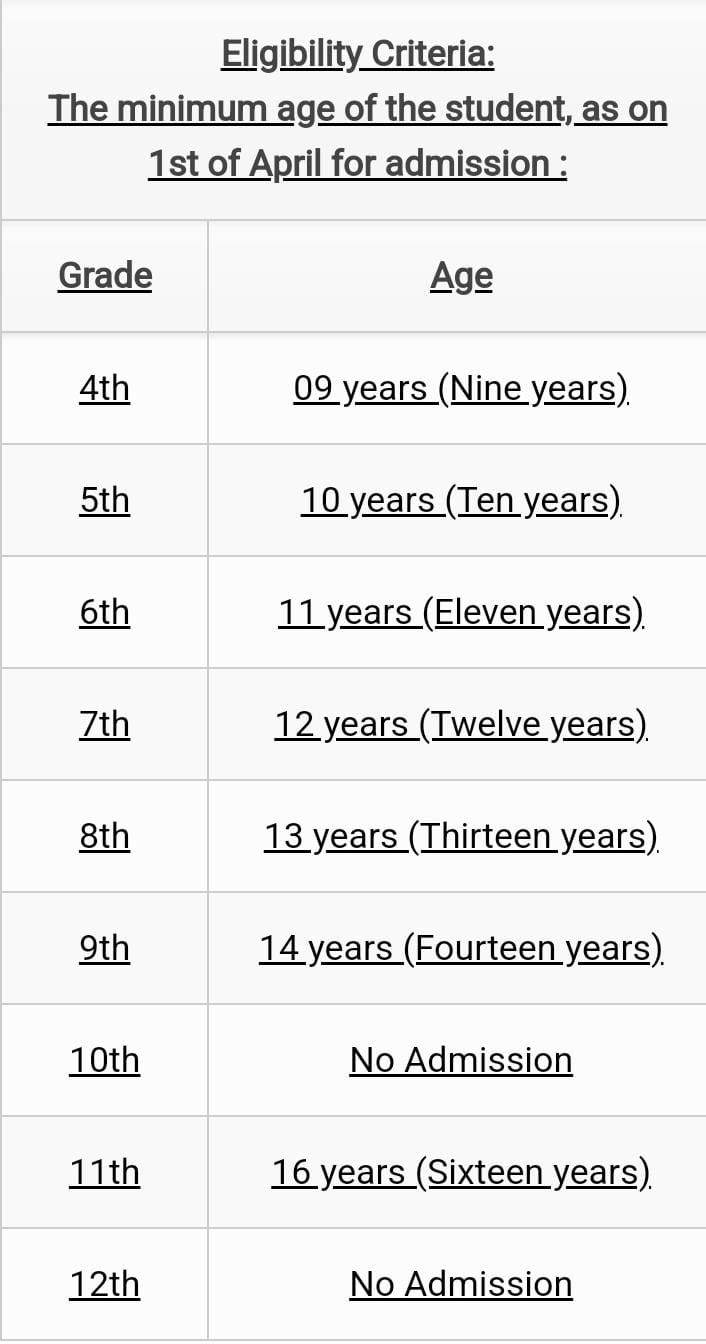 Eligibility Criteria:
The minimum age of the student, as on
1st of April for admission :
Grade Age
4th 09 years (Nine years)
5th 10 years (Ten years)
6th 11 years (Eleven years)
7th 12 years (Twelve years)
8th 13 years (Thirteen years)
9th 14 years (Fourteen years)
10th No Admission
11th 16 years (Sixteen years)
12th No Admission